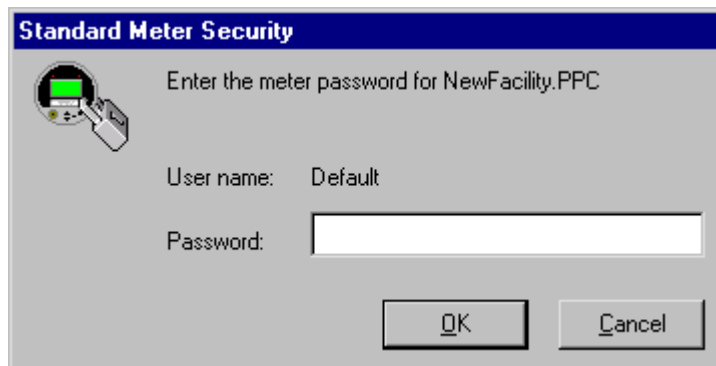 Standard Meter Security
Enter the meter password for NewFacility.PPC
User name: Default
Password:
OK Cancel